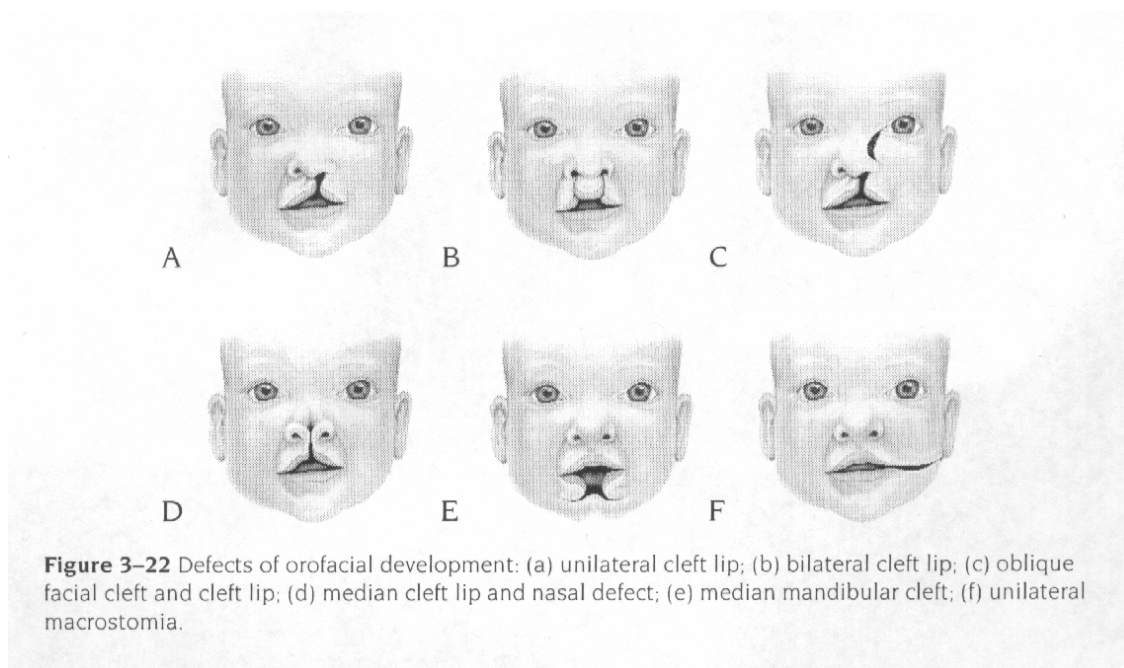 A
B
C
D
E
F
Figure 3–22 Defects of orofacial development: (a) unilateral cleft lip; (b) bilateral cleft lip; (c) oblique
facial cleft and cleft lip; (d) median cleft lip and nasal defect; (e) median mandibular cleft; (f) unilateral
macrostomia.